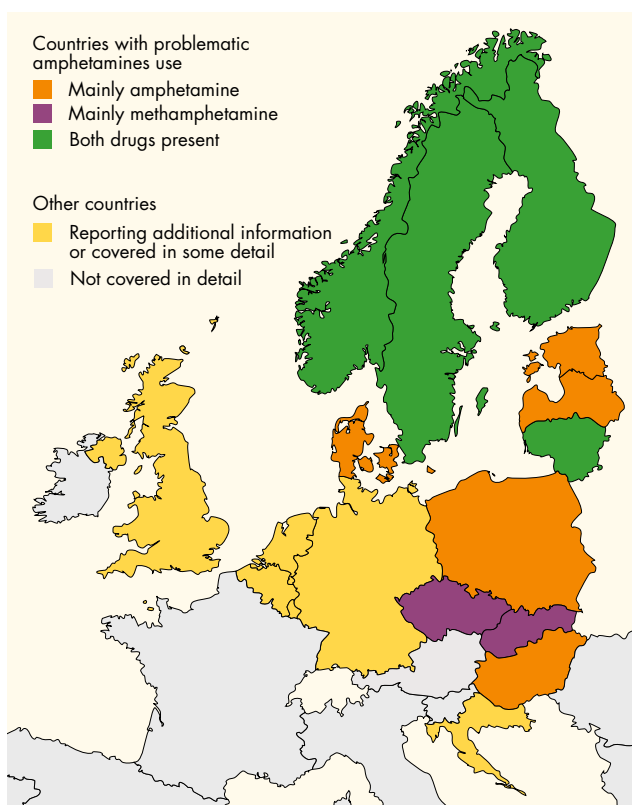 Countries with problematic
amphetamines use
Mainly amphetamine
Mainly methamphetamine
Both drugs present
Other countries
Reporting additional information
or covered in some detail
Not covered in detail